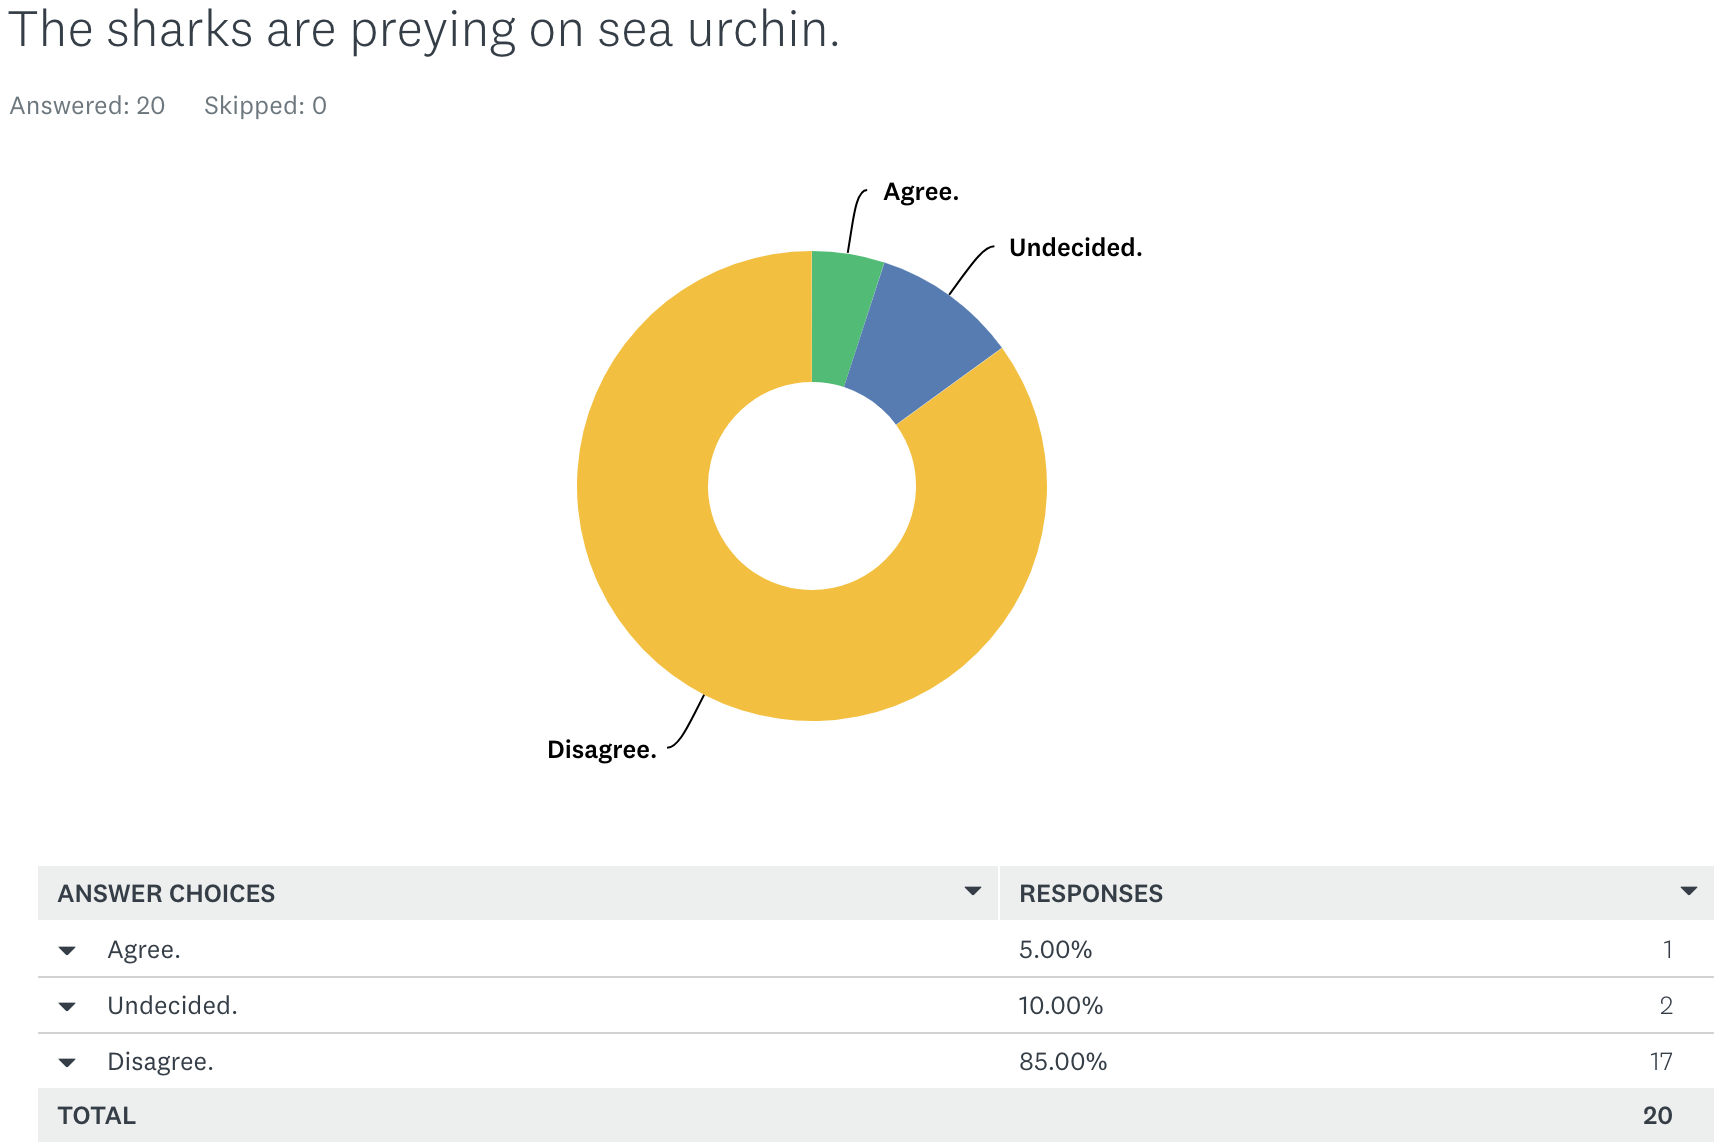 The sharks are preying on sea urchin.
Answered: 20 Skipped: 0
Agree.
Undecided.
Disagree.
ANSWER CHOICES RESPONSES
Agree. 5.00% 1
Undecided. 10.00% 2
Disagree. 85.00% 17
TOTAL 20